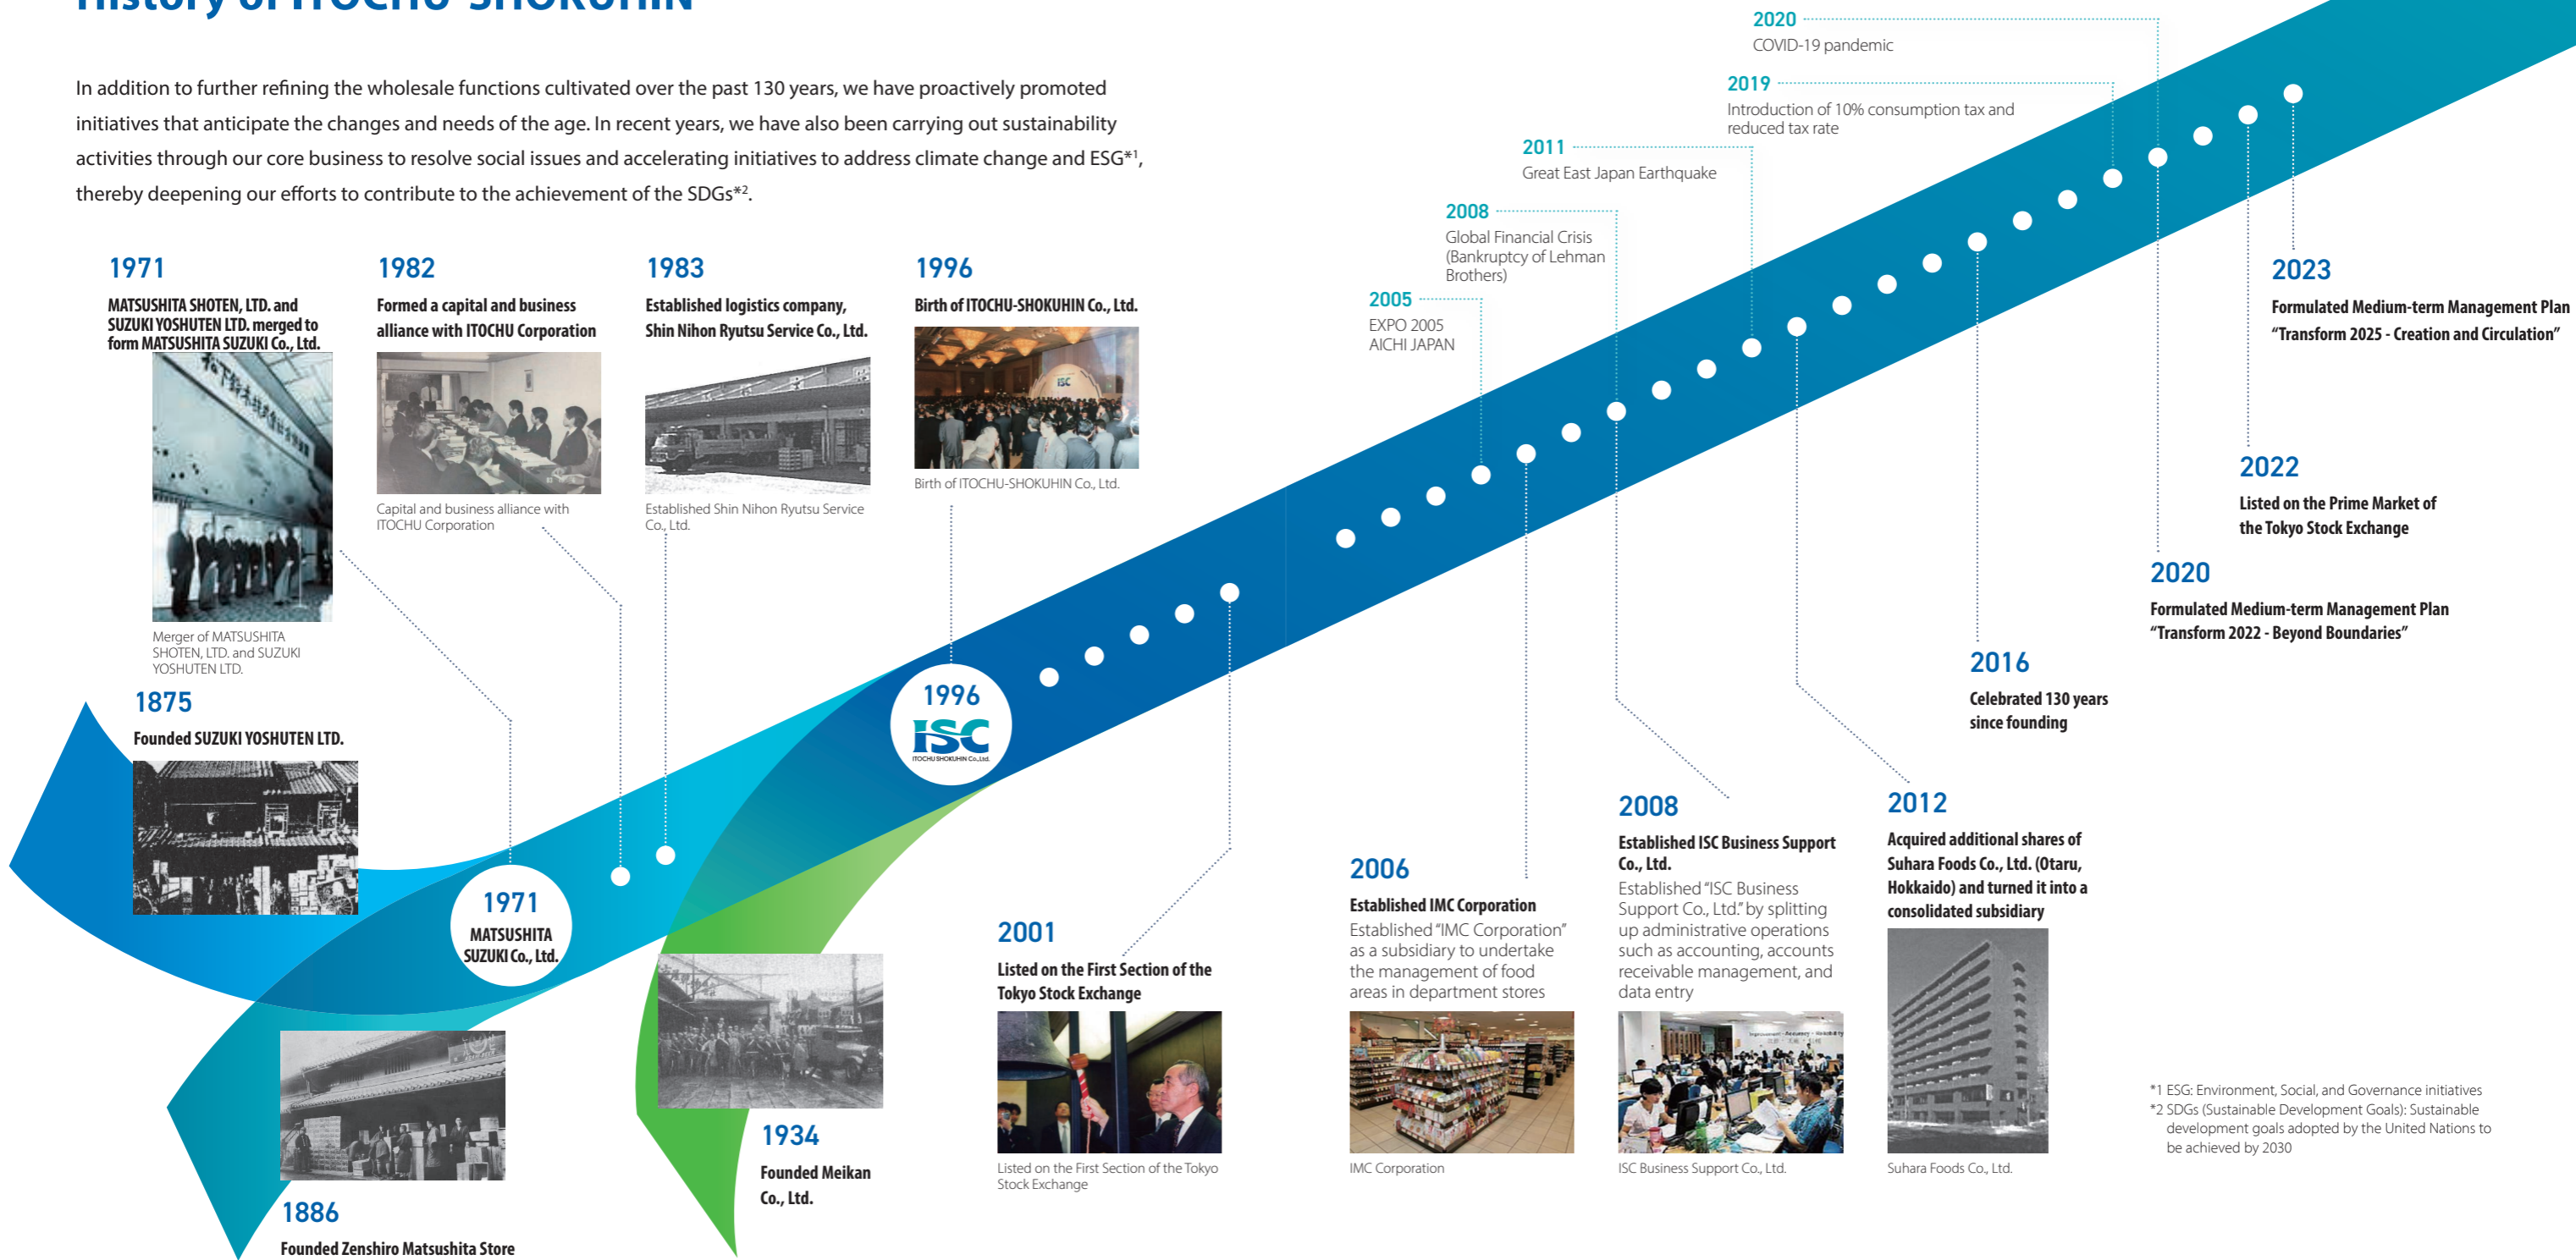 History of ITOCHU-SHOKUHIN
In addition to further refining the wholesale functions cultivated over the past 130 years, we have proactively promoted
initiatives that anticipate the changes and needs of the age. In recent years, we have also been carrying out sustainability
activities through our core business to resolve social issues and accelerating initiatives to address climate change and ESG*1,
thereby deepening our efforts to contribute to the achievement of the SDGs*2.
1971
MATSUSHITA SHOTEN, LTD. and
SUZUKI YOSHUTEN LTD. merged to
form MATSUSHITA SUZUKI Co., Ltd.
Merger of MATSUSHITA
SHOTEN, LTD. and SUZUKI
YOSHUTEN LTD.
1982
Formed a capital and business
alliance with ITOCHU Corporation
Capital and business alliance with
ITOCHU Corporation
1983
Established logistics company,
Shin Nihon Ryutsu Service Co., Ltd.
Established Shin Nihon Ryutsu Service
Co., Ltd.
1996
Birth of ITOCHU-SHOKUHIN Co., Ltd.
ISC
Birth of ITOCHU-SHOKUHIN Co., Ltd.
1875
Founded SUZUKI YOSHUTEN LTD.
1971
MATSUSHITA
SUZUKI Co., Ltd.
1996
ISC
ITOCHU SHOKUHIN Co., Ltd.
1886
Founded Zenshiro Matsushita Store
1934
Founded Meikan
Co., Ltd.
2001
Listed on the First Section of the
Tokyo Stock Exchange
Listed on the First Section of the Tokyo
Stock Exchange
2005
EXPO 2005
AICHI JAPAN
2008
Global Financial Crisis
(Bankruptcy of Lehman
Brothers)
2011
Great East Japan Earthquake
2019
Introduction of 10% consumption tax and
reduced tax rate
2020
COVID-19 pandemic
2006
Established IMC Corporation
Established “IMC Corporation”
as a subsidiary to undertake
the management of food
areas in department stores
IMC Corporation
2008
Established ISC Business Support
Co., Ltd.
Established “ISC Business
Support Co., Ltd.” by splitting
up administrative operations
such as accounting, accounts
receivable management, and
data entry
ISC Business Support Co., Ltd.
2012
Acquired additional shares of
Suhara Foods Co., Ltd. (Otaru,
Hokkaido) and turned it into a
consolidated subsidiary
Suhara Foods Co., Ltd.
2016
Celebrated 130 years
since founding
2020
Formulated Medium-term Management Plan
“Transform 2022 - Beyond Boundaries”
2022
Listed on the Prime Market of
the Tokyo Stock Exchange
2023
Formulated Medium-term Management Plan
“Transform 2025 - Creation and Circulation”
*1 ESG: Environment, Social, and Governance initiatives
*2 SDGs (Sustainable Development Goals): Sustainable
development goals adopted by the United Nations to
be achieved by 2030